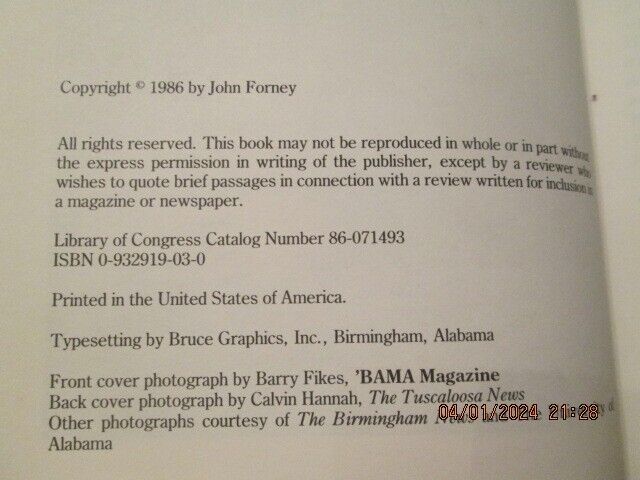 Copyright © 1986 by John Forney
All rights reserved. This book may not be reproduced in whole or in part without
the express permission in writing of the publisher, except by a reviewer who
wishes to quote brief passages in connection with a review written for inclusion in
a magazine or newspaper.
Library of Congress Catalog Number 86-071493
ISBN 0-932919-03-0
Printed in the United States of America.
Typesetting by Bruce Graphics, Inc., Birmingham, Alabama
Front cover photograph by Barry Fikes, 'BAMA Magazine
Back cover photograph by Calvin Hannah, The Tuscaloosa News
Other photographs courtesy of The Birmingham News
Alabama
04/01/2024 21:28